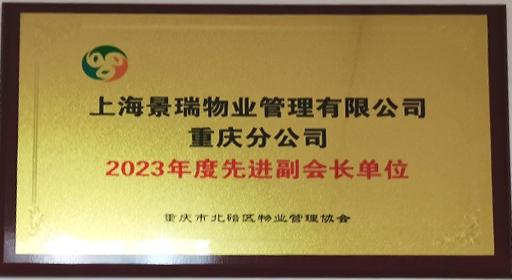 上海景瑞物业管理有限公司
重庆分公司
2023年度先进副会长单位
重庆市北碚区物业管理协会